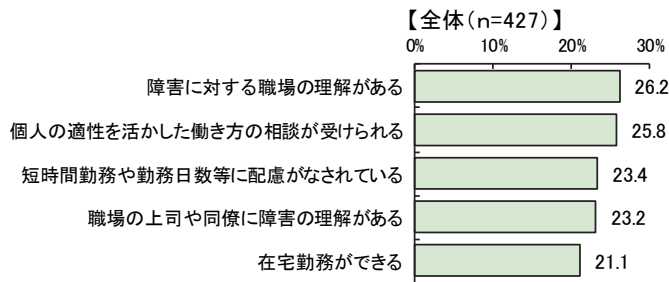 【全体(n=427)】
0% 10% 20% 30%
障害に対する職場の理解がある 26.2
個人の適性を活かした働き方の相談が受けられる 25.8
短時間勤務や勤務日数等に配慮がなされている 23.4
職場の上司や同僚に障害の理解がある 23.2
在宅勤務ができる 21.1